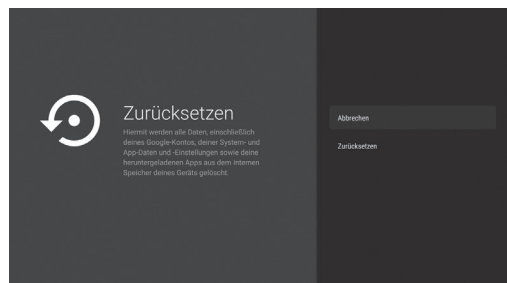 Zurücksetzen
Hiermit werden alle Daten, einschließlich
deines Google-Kontos, deiner System- und
App-Daten und -Einstellungen sowie deine
heruntergeladenen Apps aus dem internen
Speicher deines Geräts gelöscht.
Abbrechen
Zurücksetzen